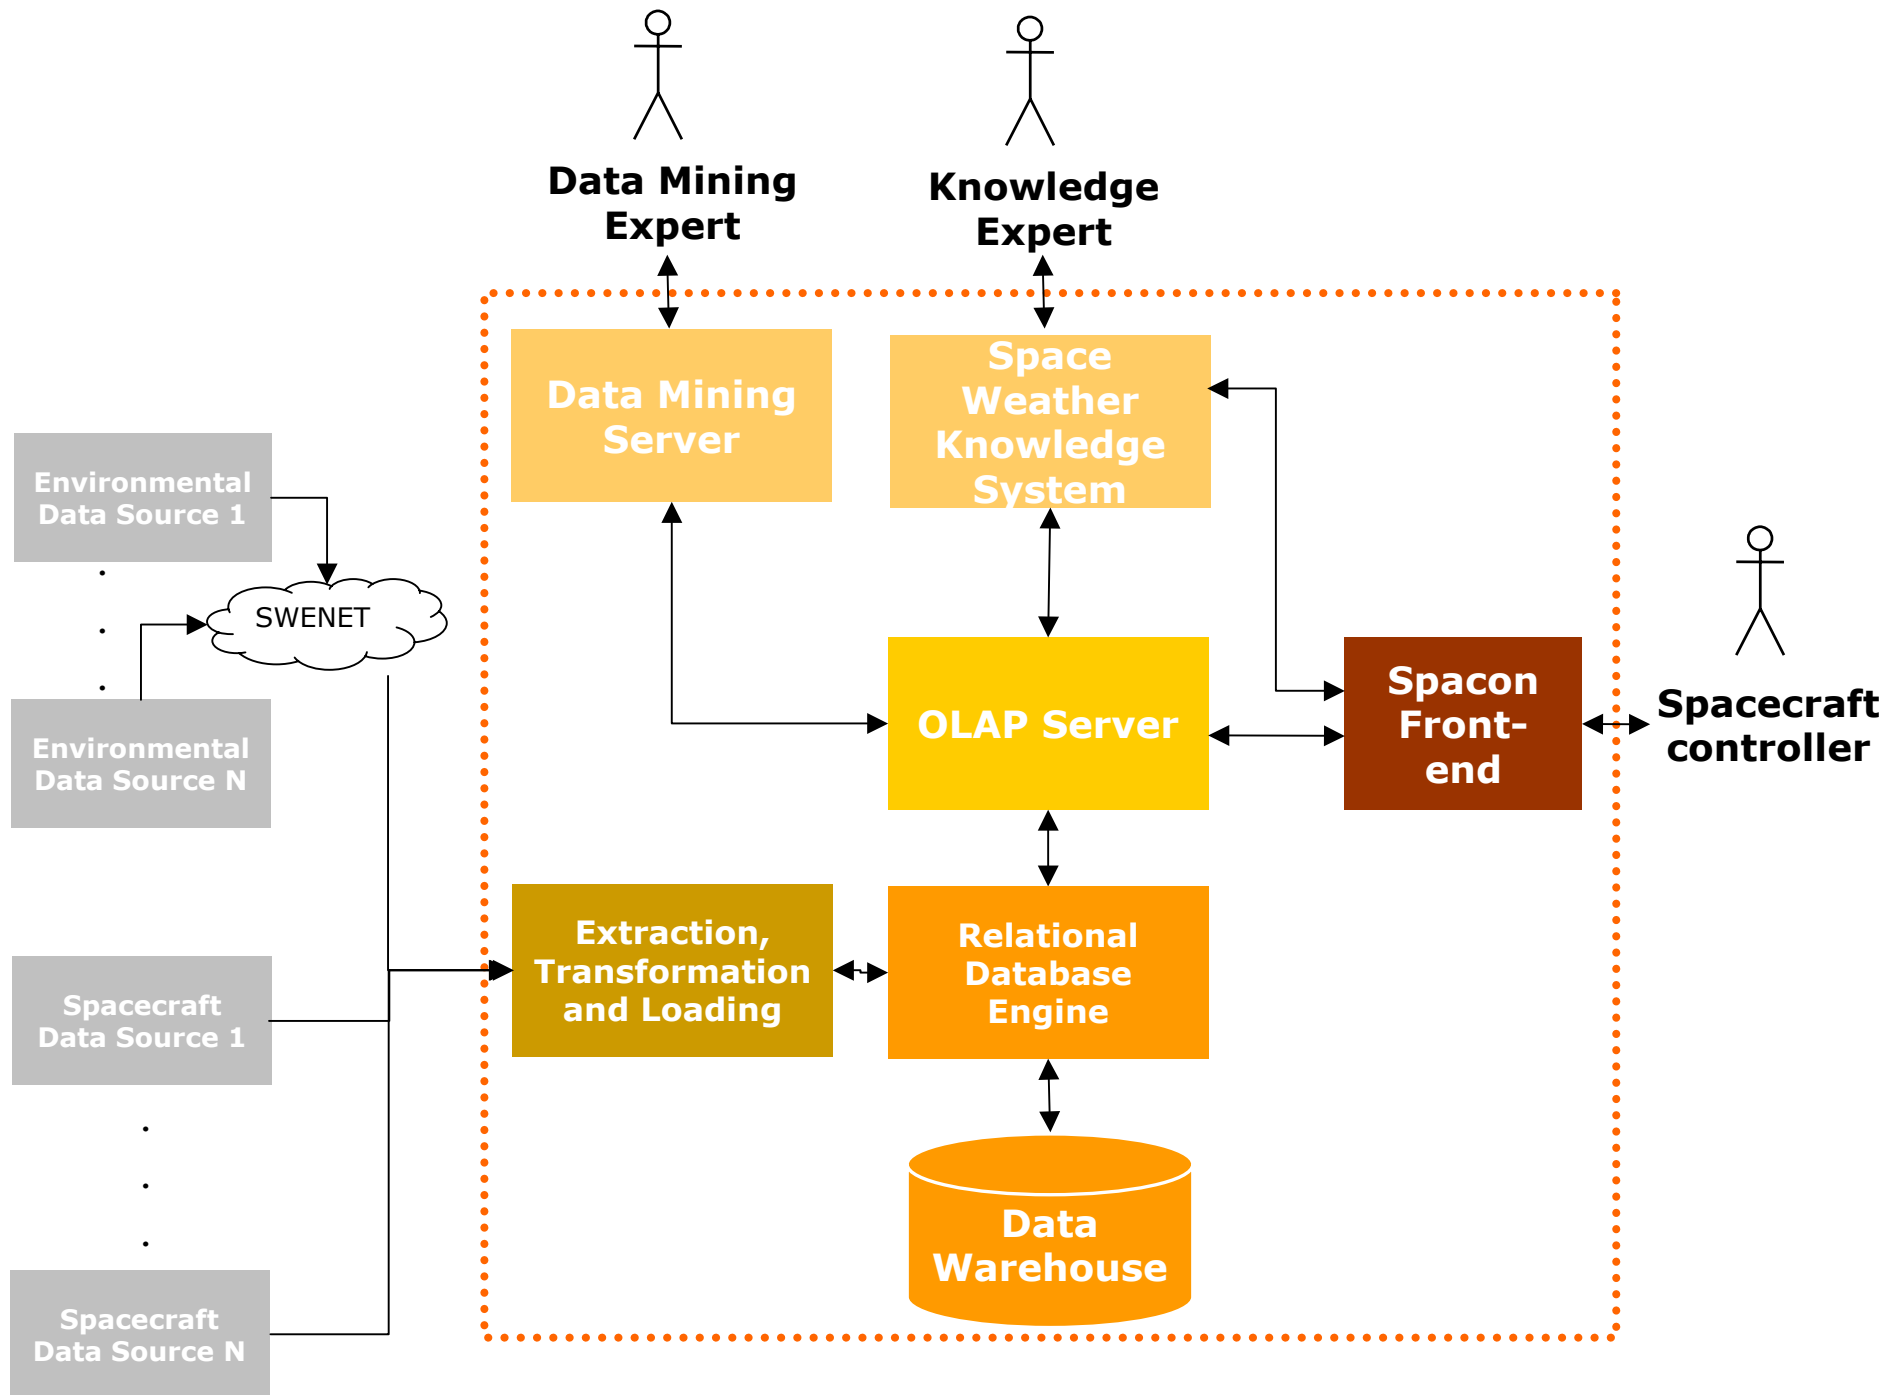 Data Mining
Expert
Knowledge
Expert
Data Mining
Server
Space
Weather
Knowledge
System
Environmental
Data Source 1
SWENET
Environmental
Data Source N
OLAP Server
Spacon
Front-
end
Spacecraft
controller
Extraction,
Transformation
and Loading
Relational
Database
Engine
Spacecraft
Data Source 1
Data
Warehouse
Spacecraft
Data Source N